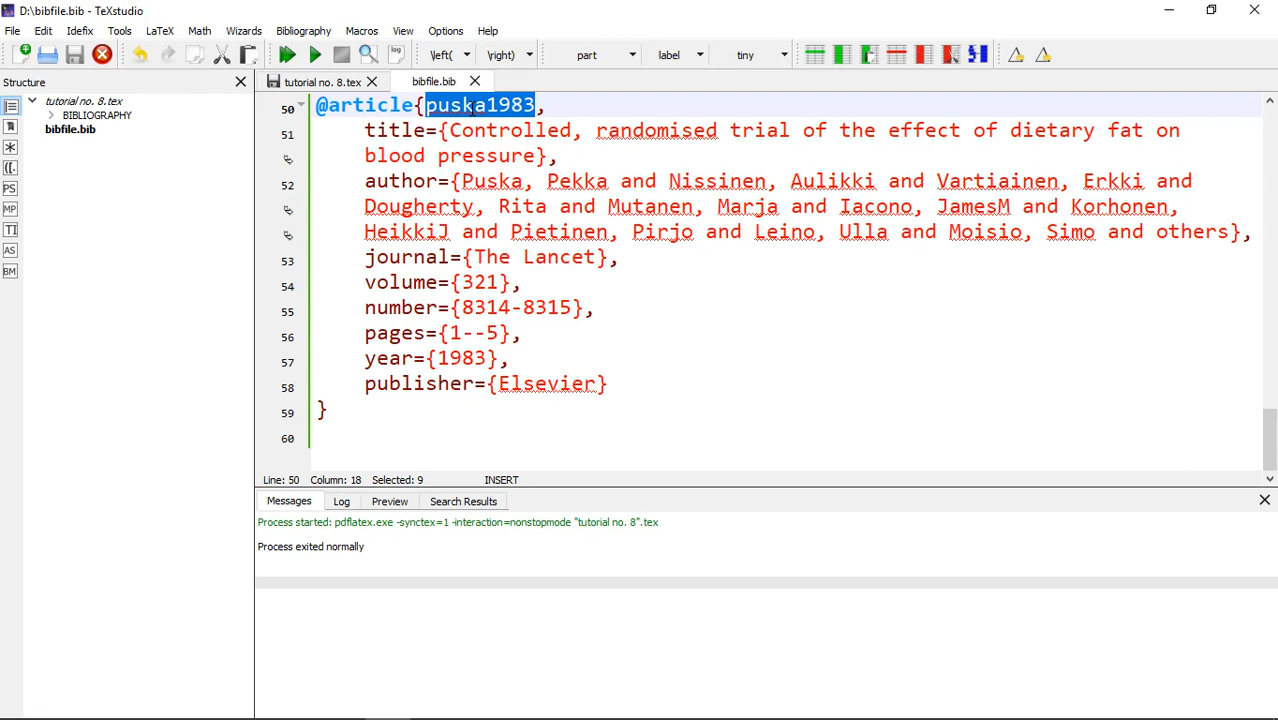 D:\bibfile.bib - TeXstudio
File Edit Idefix Tools LaTeX Math Wizards Bibliography Macros View Options Help
log \left( \right) part label tiny
Structure
tutorial no. 8.tex
BIBLIOGRAPHY
bibfile.bib
PS
MP
TI
AS
BM
tutorial no. 8.tex bibfile.bib
50 @article{puska1983,
51 title={Controlled, randomised trial of the effect of dietary fat on
blood pressure},
52 author={Puska, Pekka and Nissinen, Aulikki and Vartiainen, Erkki and
Dougherty, Rita and Mutanen, Marja and Iacono, JamesM and Korhonen,
HeikkiJ and Pietinen, Pirjo and Leino, Ulla and Moisio, Simo and others},
53 journal={The Lancet},
54 volume={321},
55 number={8314-8315},
56 pages={1--5},
57 year={1983},
58 publisher={Elsevier}
59 }
60
Line: 50 Column: 18 Selected: 9 INSERT
Messages Log Preview Search Results
Process started: pdflatex.exe -synctex=1 -interaction=nonstopmode "tutorial no. 8".tex
Process exited normally